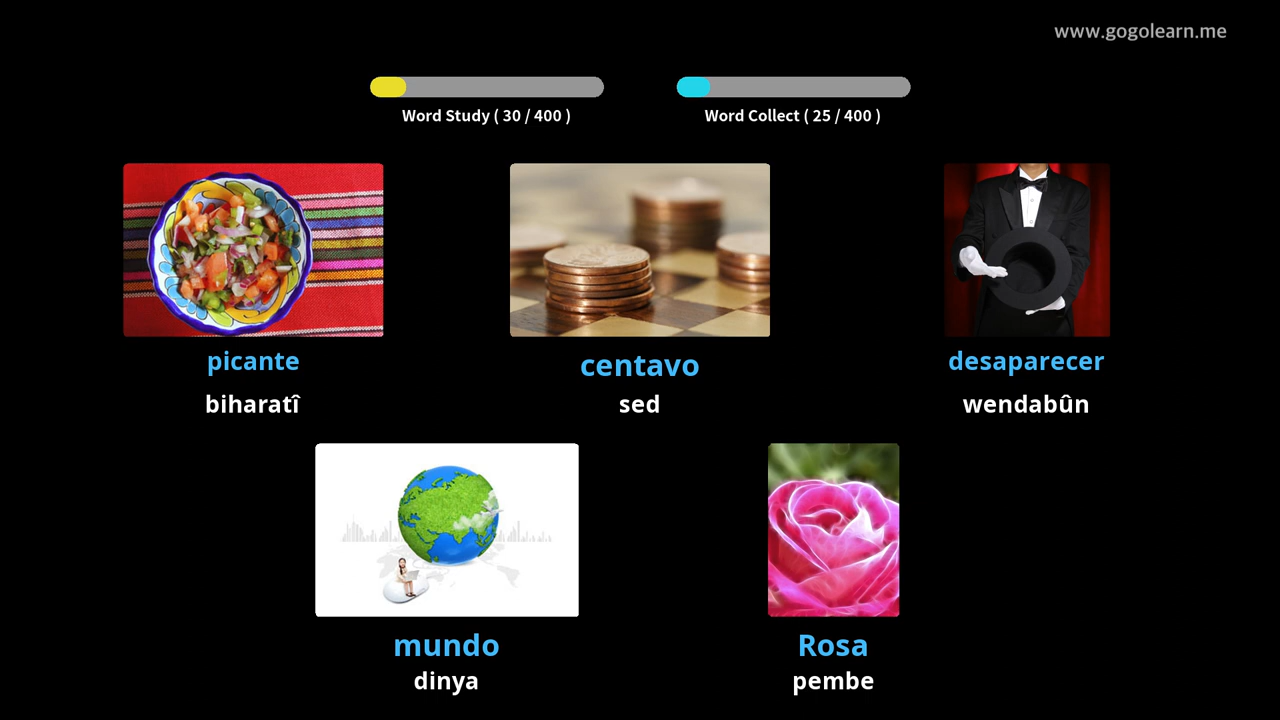 www.gogolearn.me
Word Study ( 30 / 400 )
Word Collect ( 25 / 400 )
picante
centavo
desaparecer
biharatî
sed
wendabûn
mundo
Rosa
dinya
pembe